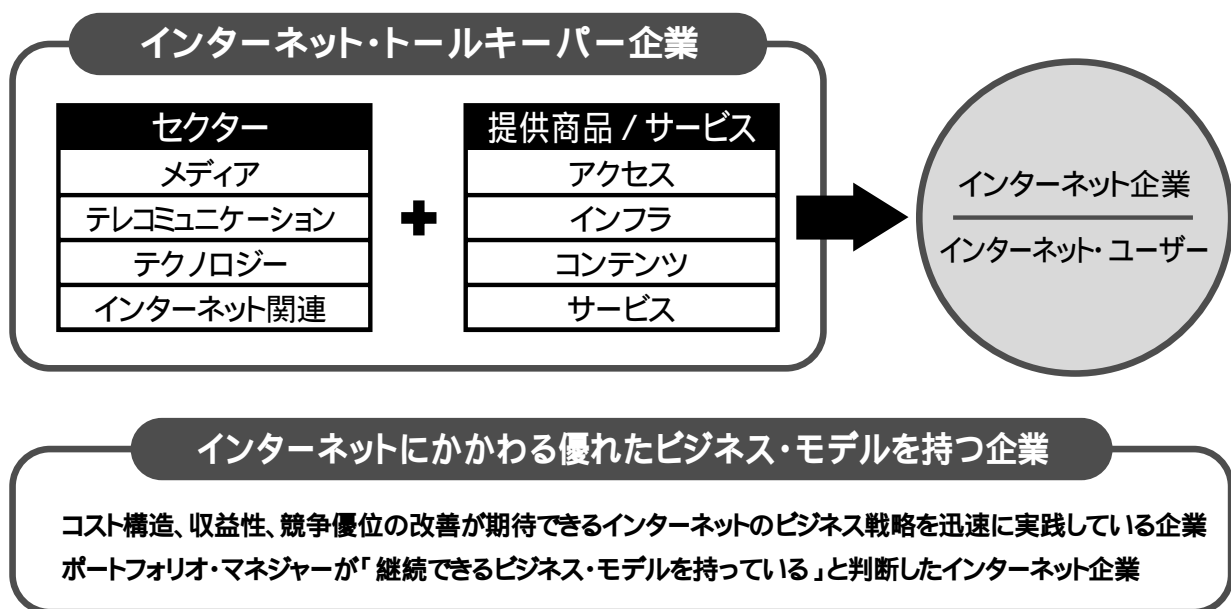 インターネット・トールキーパー企業
セクター
メディア
テレコミュニケーション
テクノロジー
インターネット関連
+
提供商品 / サービス
アクセス
インフラ
コンテンツ
サービス
インターネット企業
インターネット・ユーザー
インターネットにかかわる優れたビジネス・モデルを持つ企業
コスト構造、収益性、競争優位の改善が期待できるインターネットのビジネス戦略を迅速に実践している企業
ポートフォリオ・マネジャーが「継続できるビジネス・モデルを持っている」と判断したインターネット企業